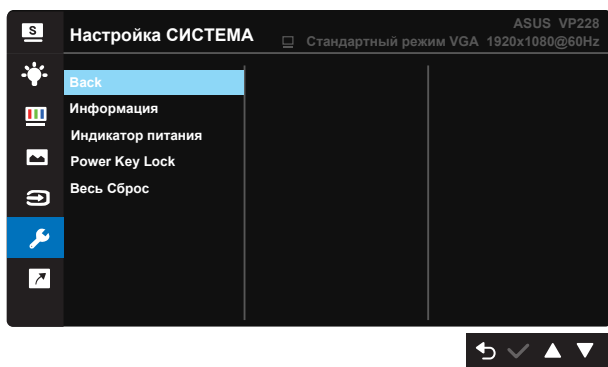 S
Настройка СИСТЕМА
ASUS VP228
Стандартный режим VGA 1920x1080@60Hz
Back
Информация
Индикатор питания
Power Key Lock
Весь Сброс